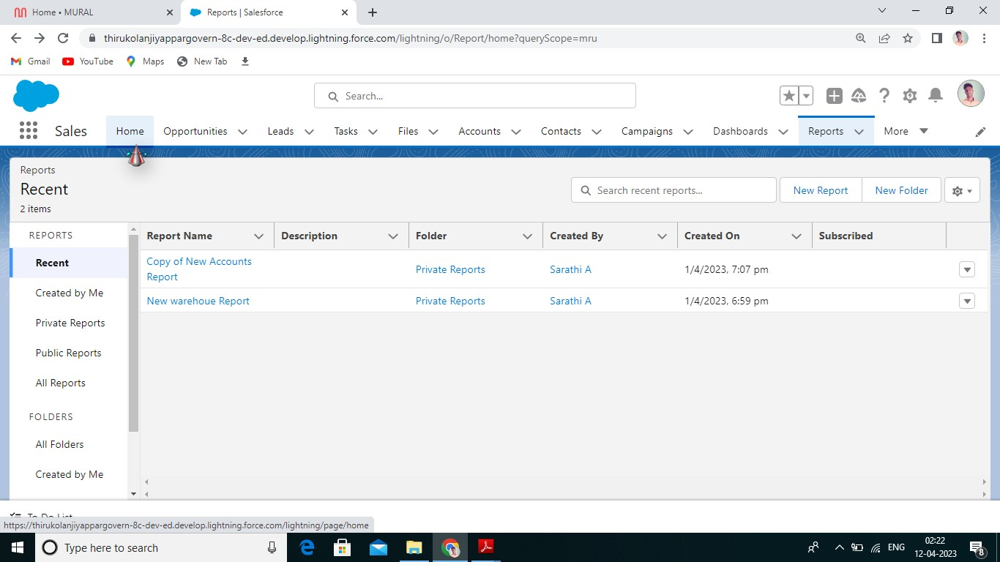 Home • MURAL
Reports | Salesforce
thirukolanjiyappargovern-8c-dev-ed.develop.lightning.force.com/lightning/o/Report/home?queryScope=mru
Gmail YouTube Maps New Tab
Search...
Sales Home Opportunities Leads Tasks Files Accounts Contacts Campaigns Dashboards Reports More
Reports
Recent
2 items
Search recent reports...
New Report New Folder
REPORTS
Recent
Created by Me
Private Reports
Public Reports
All Reports
FOLDERS
All Folders
Created by Me
Report Name Description Folder Created By Created On Subscribed
Copy of New Accounts
Report
Private Reports Sarathi A 1/4/2023, 7:07 pm
New warehoue Report Private Reports Sarathi A 1/4/2023, 6:59 pm
To Do List
https://thirukolanjiyappargovern-8c-dev-ed.develop.lightning.force.com/lightning/page/home
Type here to search
ENG
02:22
12-04-2023
8